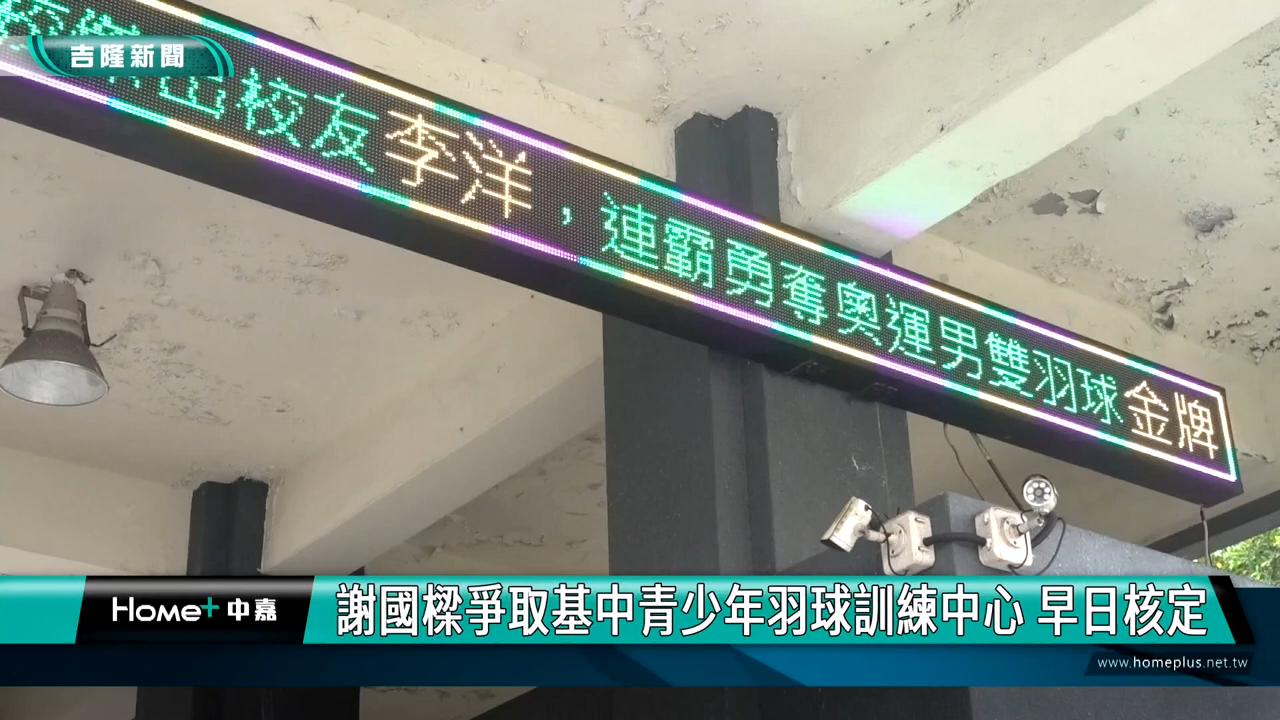 吉隆新聞
出校友李洋，連霸勇奪奧運男雙羽球金牌
Home+中嘉
謝國樑爭取基中青少年羽球訓練中心 早日核定
www.homeplus.net.tw